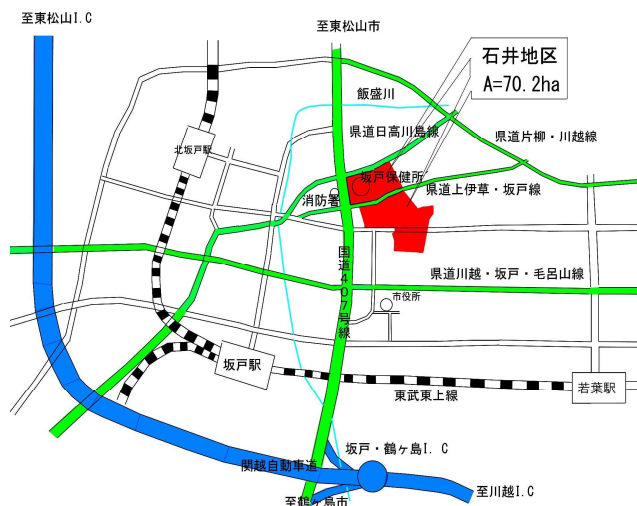 至東松山I.C
至東松山市
石井地区
A=70.2ha
飯盛川
県道日高川島線
県道片柳・川越線
北坂戸駅
坂戸保健所
消防署
県道上伊草・坂戸線
国道407号線
県道川越・坂戸・毛呂山線
市役所
坂戸駅
東武東上線
若葉駅
坂戸・鶴ヶ島I. C
関越自動車道
至川越I.C
至鶴ヶ島市